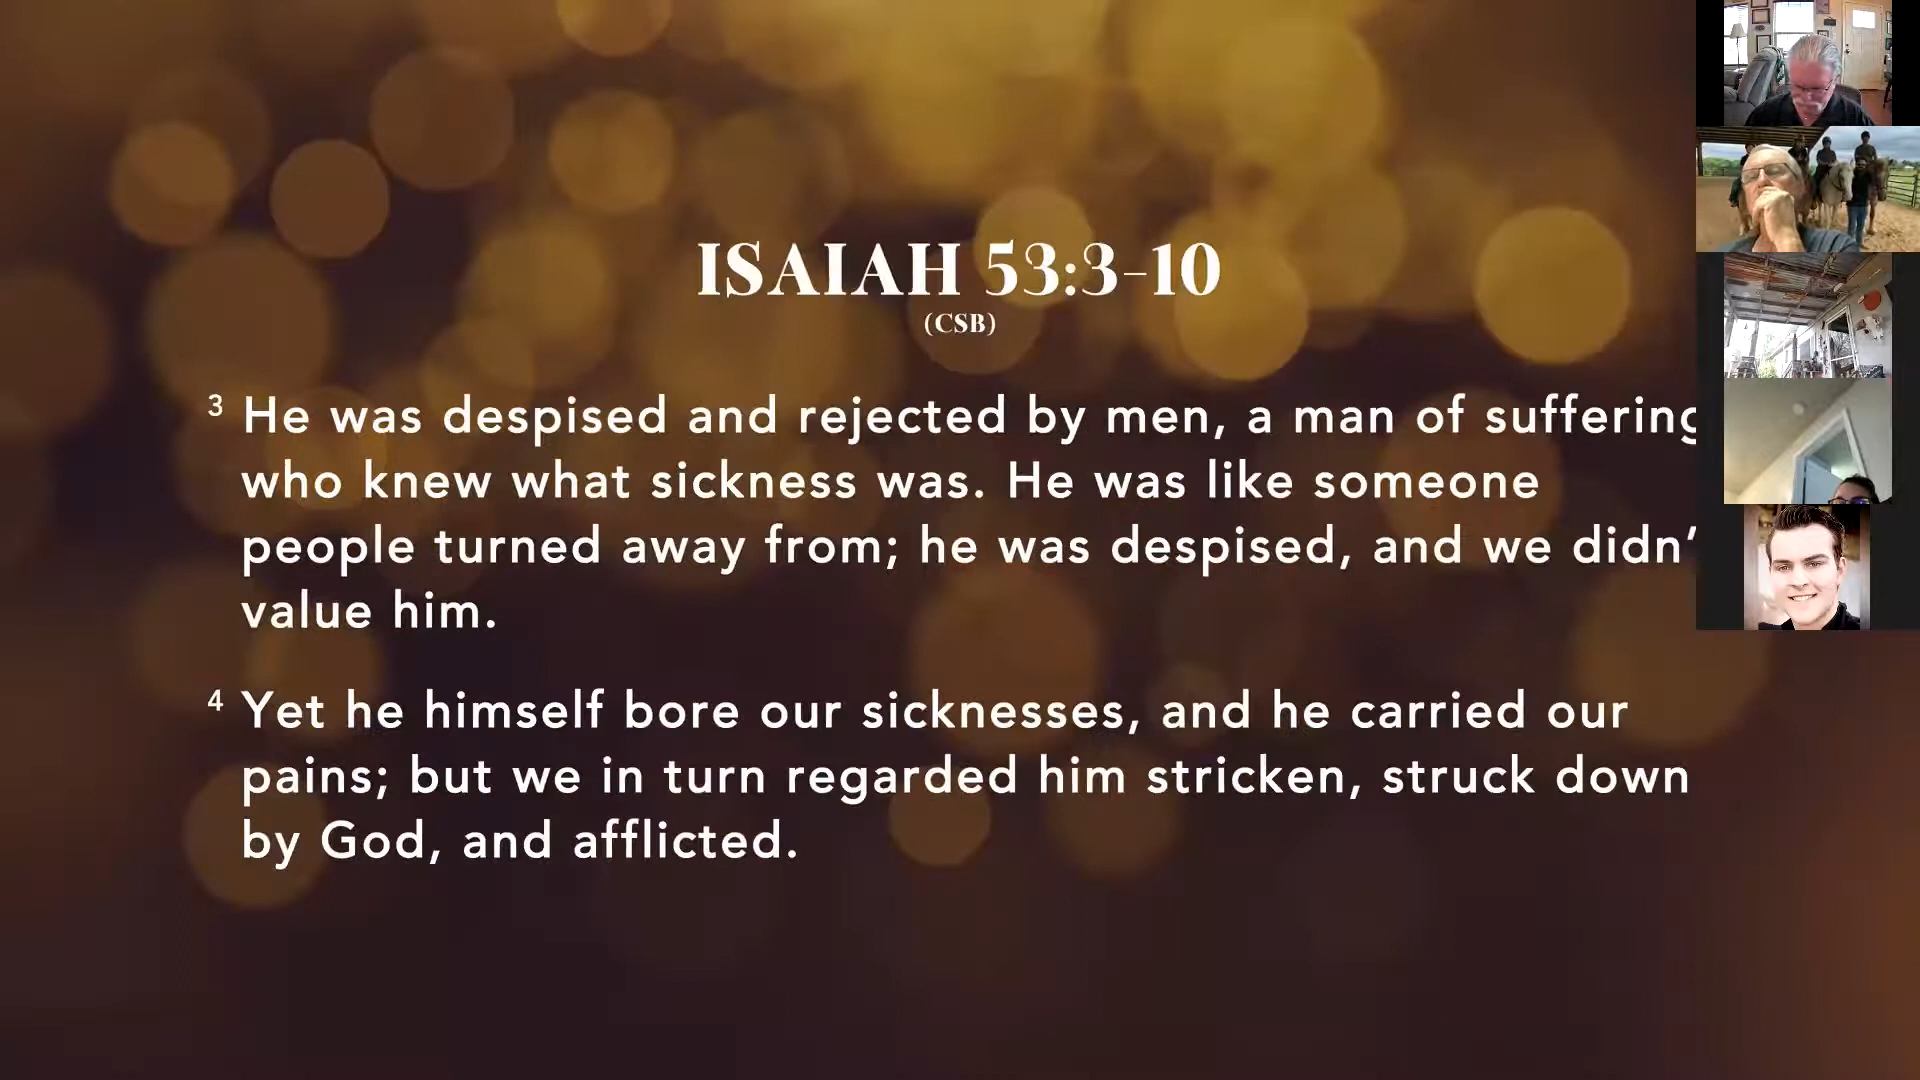 ISAIAH 53:3-10
(CSB)
3 He was despised and rejected by men, a man of suffering
who knew what sickness was. He was like someone
people turned away from; he was despised, and we didn’
value him.
4 Yet he himself bore our sicknesses, and he carried our
pains; but we in turn regarded him stricken, struck down
by God, and afflicted.